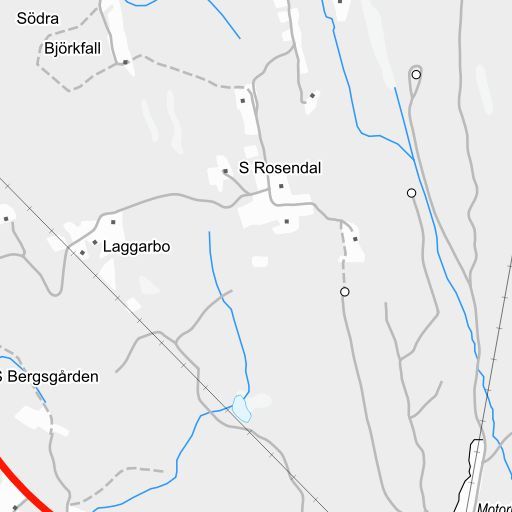 Södra
Björkfall
S Rosendal
Laggarbo
S Bergsgården